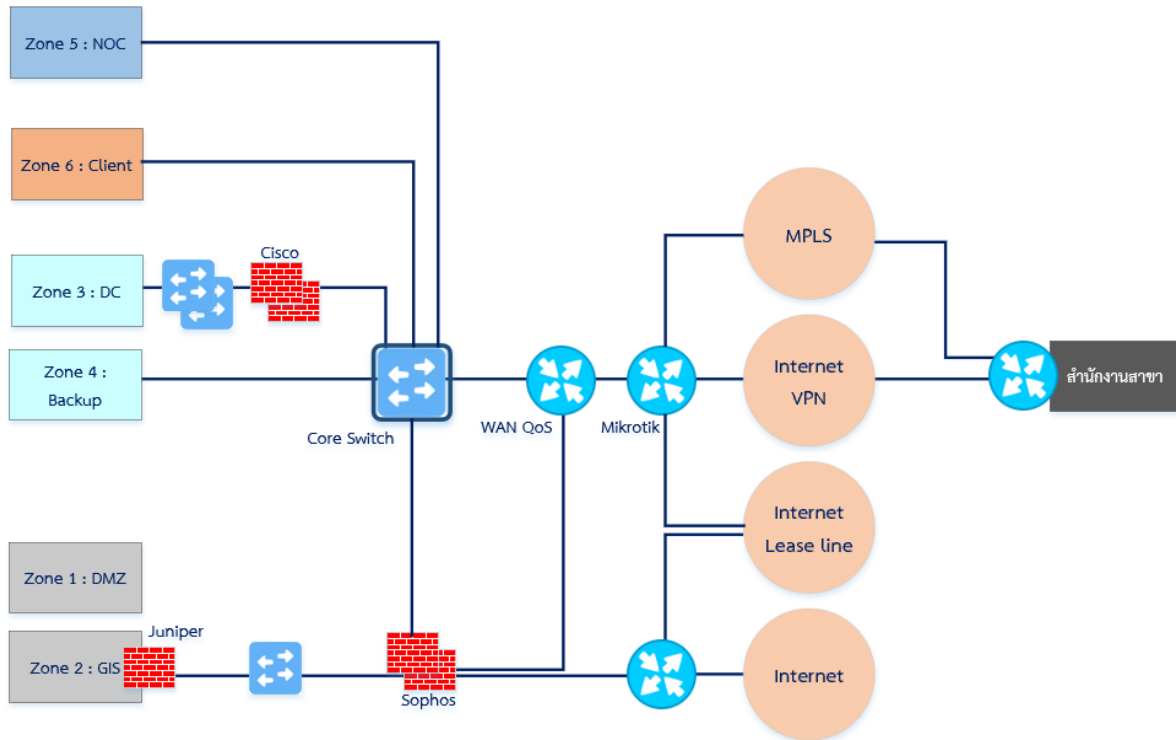 Zone 5 : NOC
Zone 6 : Client
Cisco
Zone 3 : DC
Zone 4 :
Backup
Core Switch
WAN QoS
Mikrotik
MPLS
Internet
VPN
สำนักงานสาขา
Internet
Lease line
Zone 1 : DMZ
Juniper
Zone 2 : GIS
Sophos
Internet